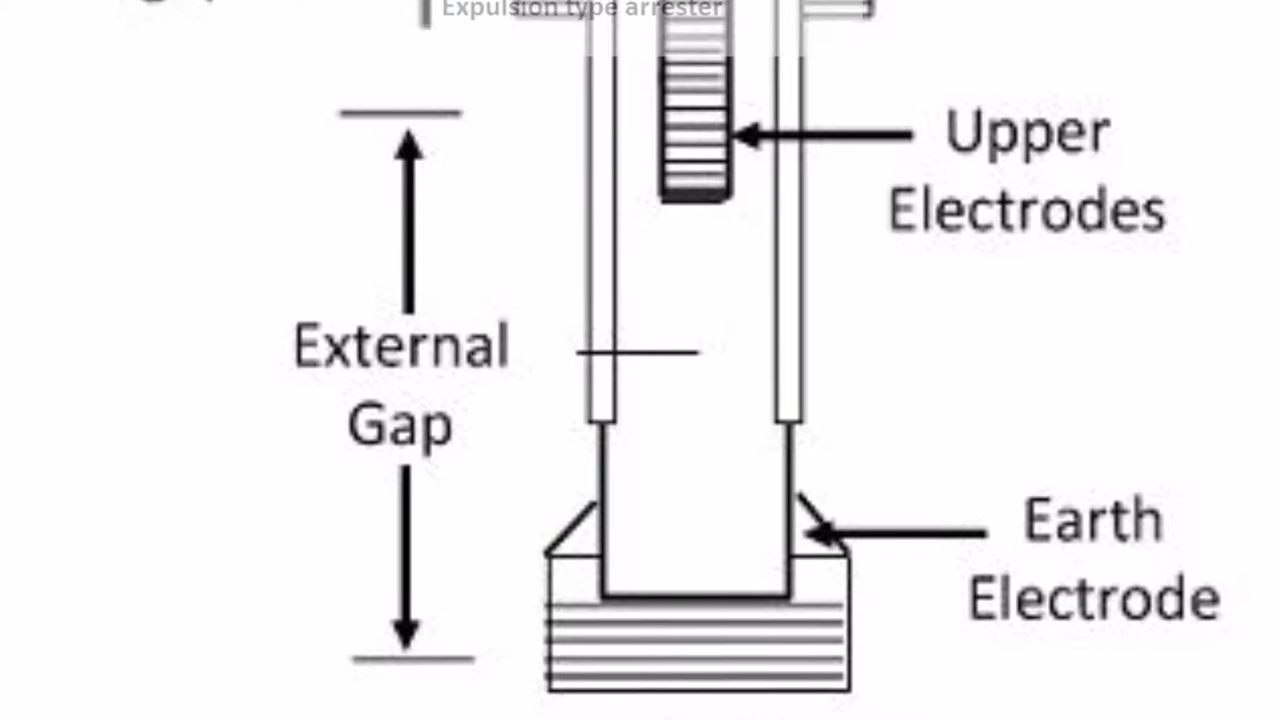 Expulsion type arrester
Upper
Electrodes
External
Gap
Earth
Electrode